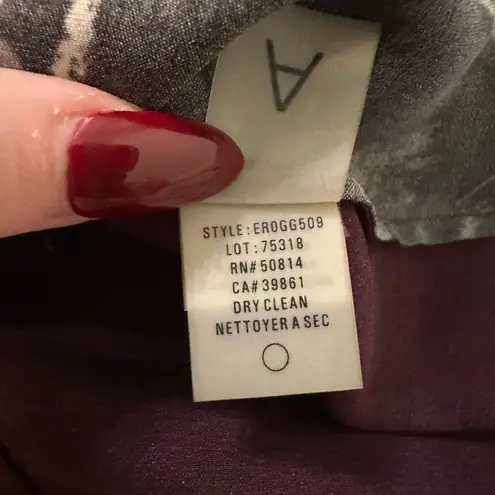 A
STYLE:EROGG509
LOT:75318
RN#50814
CA#39861
DRY CLEAN
NETTOYER A SEC